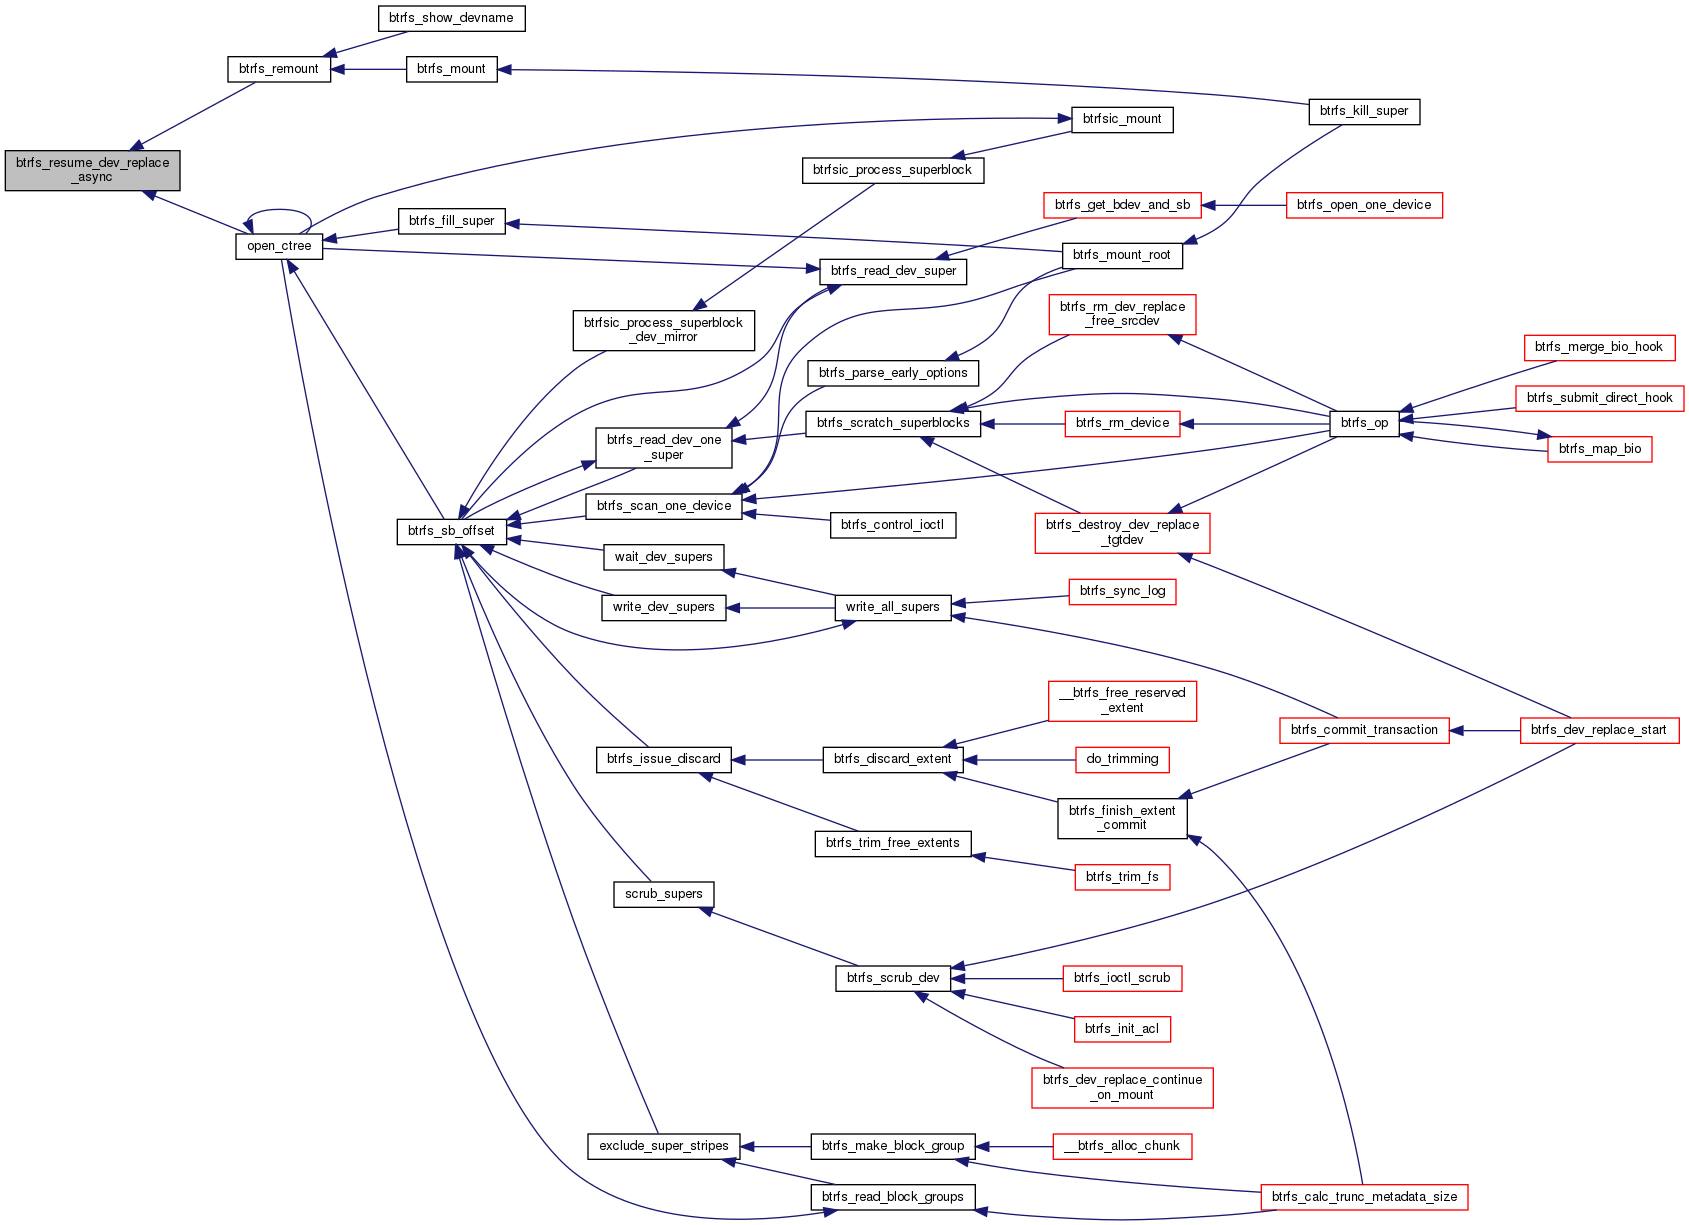 btrfs_show_devname
btrfs_remount
btrfs_mount
btrfs_kill_super
btrfsic_mount
btrfs_resume_dev_replace
_async
btrfsic_process_superblock
btrfs_get_bdev_and_sb
btrfs_open_one_device
btrfs_fill_super
open_ctree
btrfs_mount_root
btrfs_read_dev_super
btrfs_rm_dev_replace
_free_srcdev
btrfsic_process_superblock
_dev_mirror
btrfs_merge_bio_hook
btrfs_parse_early_options
btrfs_submit_direct_hook
btrfs_scratch_superblocks
btrfs_rm_device
btrfs_op
btrfs_read_dev_one
_super
btrfs_map_bio
btrfs_scan_one_device
btrfs_control_ioctl
btrfs_sb_offset
btrfs_destroy_dev_replace
_tgtdev
wait_dev_supers
btrfs_sync_log
write_dev_supers
write_all_supers
__btrfs_free_reserved
_extent
btrfs_commit_transaction
btrfs_dev_replace_start
btrfs_issue_discard
btrfs_discard_extent
do_trimming
btrfs_finish_extent
_commit
btrfs_trim_free_extents
btrfs_trim_fs
scrub_supers
btrfs_scrub_dev
btrfs_ioctl_scrub
btrfs_init_acl
btrfs_dev_replace_continue
_on_mount
exclude_super_stripes
btrfs_make_block_group
__btrfs_alloc_chunk
btrfs_read_block_groups
btrfs_calc_trunc_metadata_size